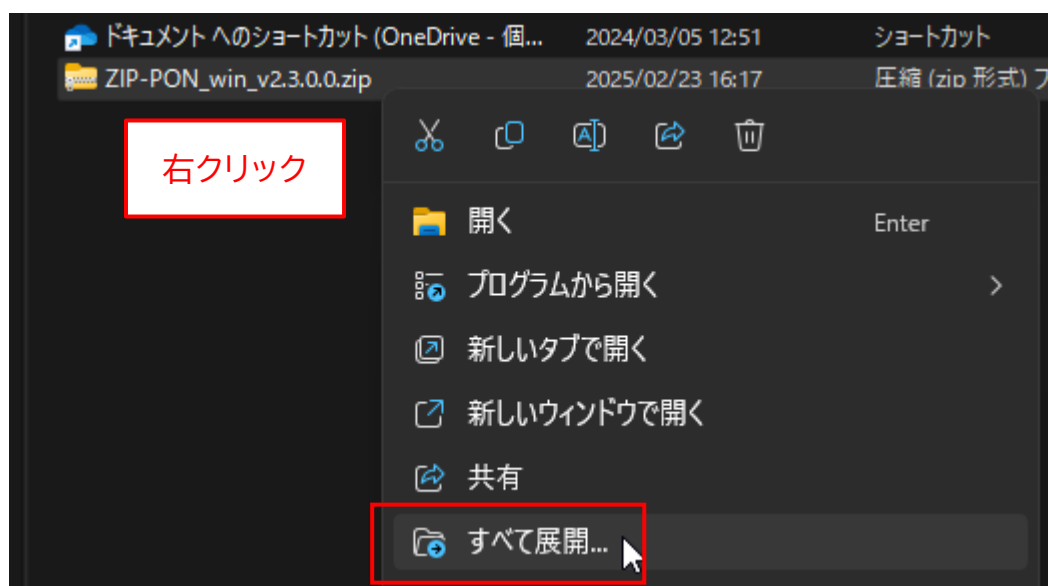 ドキュメント へのショートカット (OneDrive - 個... 2024/03/05 12:51 ショートカット
ZIP-PON_win_v2.3.0.0.zip 2025/02/23 16:17 圧縮 (zip 形式) フ
右クリック
開く Enter
プログラムから開く
新しいタブで開く
新しいウィンドウで開く
共有
すべて展開...